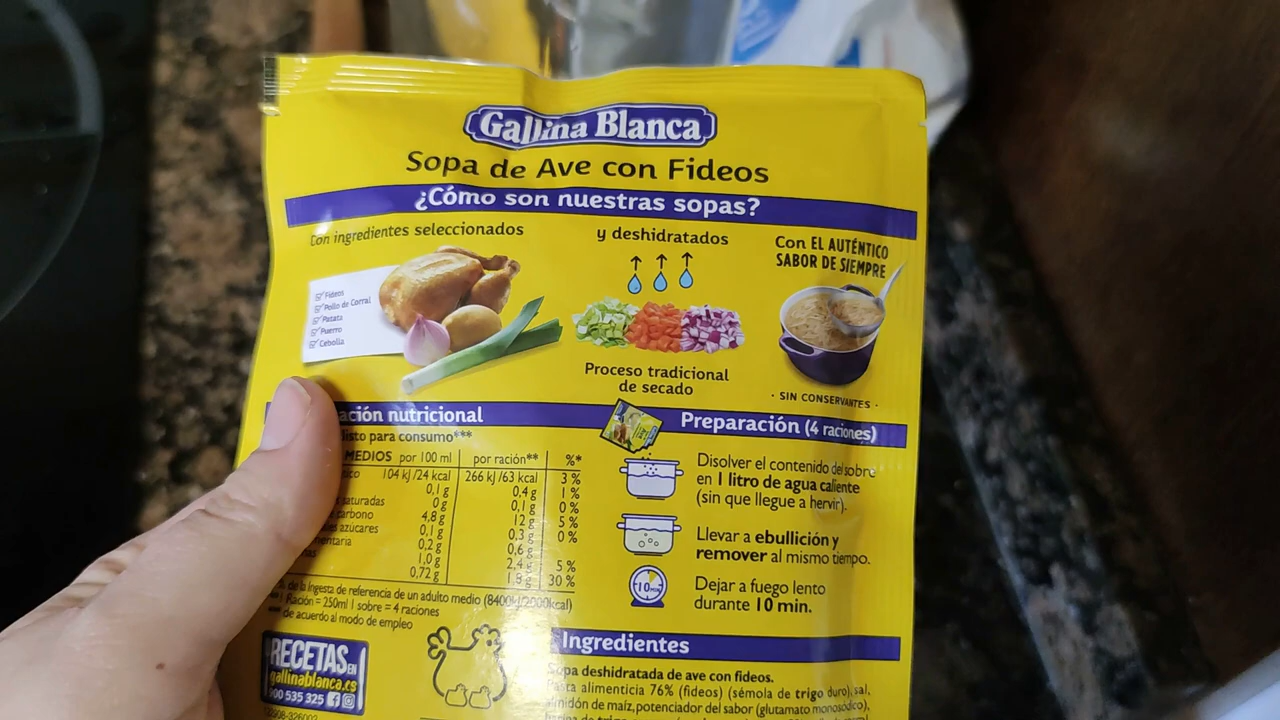 Gallina Blanca
Sopa de Ave con Fideos
¿Cómo son nuestras sopas?
Con ingredientes seleccionados
y deshidratados
Con EL AUTÉNTICO
SABOR DE SIEMPRE
Fideos
Pollo de Corral
Patata
Puerro
Cebolla
Proceso tradicional
de secado
· SIN CONSERVANTES ·
ación nutricional
listo para consumo***
MEDIOS por 100 ml por ración** %*
ico 104 kJ/24 kcal 266 kJ/63 kcal 3 %
0,1 g 0,4 g 1 %
saturadas 0 g 0,1 g 0 %
carbono 4,8 g 12 g 5 %
azúcares 0,1 g 0,3 g 0 %
mentaria 0,2 g 0,6 g
nas 1,0 g 2,4 g 5 %
0,72 g 1,8 g 30 %
de la Ingesta de referencia de un adulto medio (8400kJ/2000kcal)
1 Ración = 250ml 1 sobre = 4 raciones
de acuerdo al modo de empleo
Preparación (4 raciones)
Disolver el contenido del sobre
en 1 litro de agua caliente
(sin que llegue a hervir).
Llevar a ebullición y
remover al mismo tiempo.
10 MIN
Dejar a fuego lento
durante 10 min.
RECETAS EN
gallinablanca.es
900 535 325
Ingredientes
Sopa deshidratada de ave con fideos.
Pasta alimenticia 76% (fideos) (sémola de trigo duro), sal,
almidón de maíz, potenciador del sabor (glutamato monosódico),